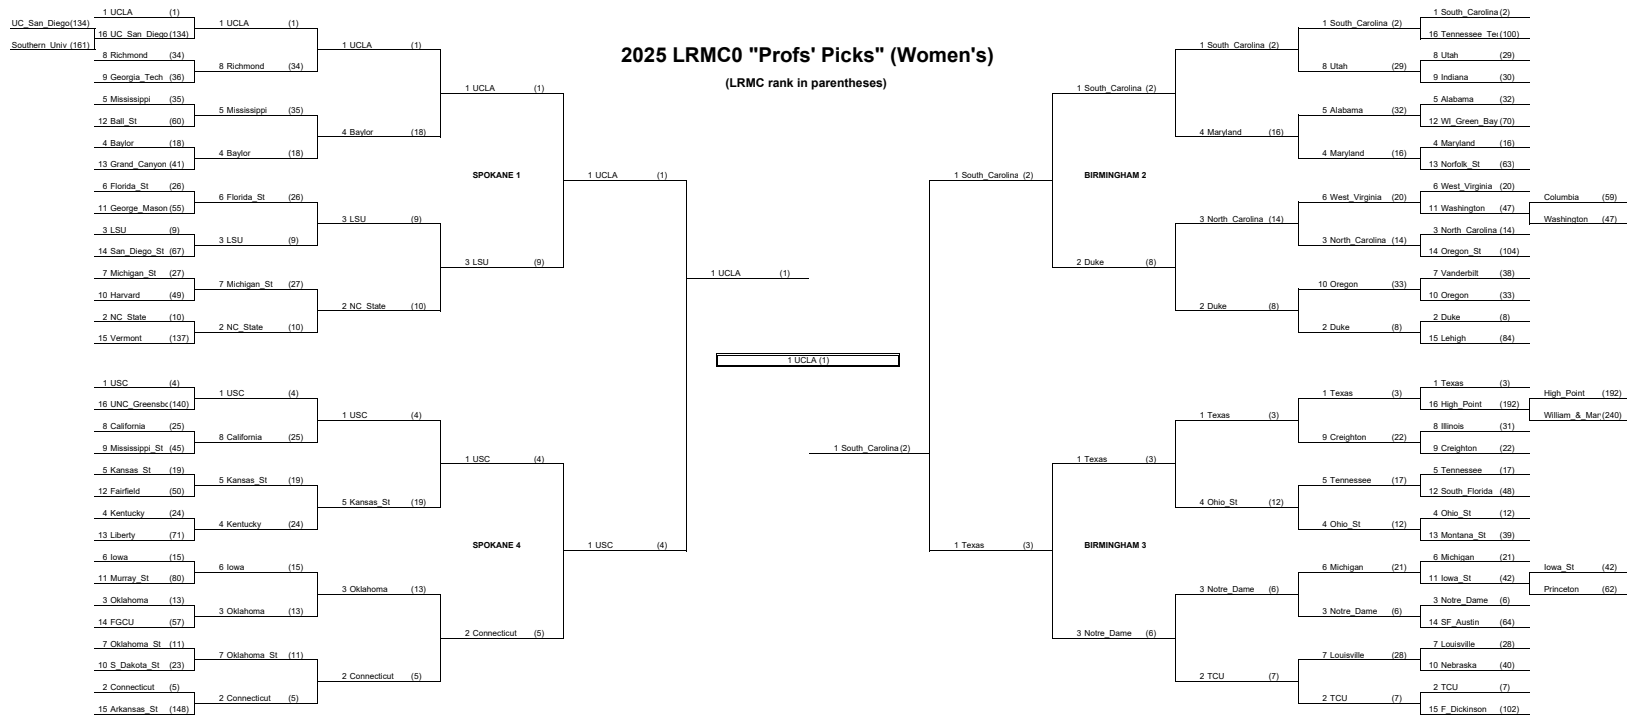 2025 LRMC0 "Profs' Picks" (Women's)
(LRMC rank in parentheses)
UC_San_Diego (134)
Southern_Univ (161)
1 UCLA (1)
16 UC_San_Diego (134)
8 Richmond (34)
9 Georgia_Tech (36)
5 Mississippi (35)
12 Ball_St (60)
4 Baylor (18)
13 Grand_Canyon (41)
6 Florida_St (26)
11 George_Mason (55)
3 LSU (9)
14 San_Diego_St (67)
7 Michigan_St (27)
10 Harvard (49)
2 NC_State (10)
15 Vermont (137)
1 UCLA (1)
8 Richmond (34)
5 Mississippi (35)
4 Baylor (18)
6 Florida_St (26)
3 LSU (9)
7 Michigan_St (27)
2 NC_State (10)
1 UCLA (1)
4 Baylor (18)
3 LSU (9)
2 NC_State (10)
1 UCLA (1)
3 LSU (9)
SPOKANE 1
1 UCLA (1)
1 USC (4)
16 UNC_Greensbo (140)
8 California (25)
9 Mississippi_St (45)
5 Kansas_St (19)
12 Fairfield (50)
4 Kentucky (24)
13 Liberty (71)
6 Iowa (15)
11 Murray_St (80)
3 Oklahoma (13)
14 FGCU (57)
7 Oklahoma_St (11)
10 S_Dakota_St (23)
2 Connecticut (5)
15 Arkansas_St (148)
1 USC (4)
8 California (25)
5 Kansas_St (19)
4 Kentucky (24)
6 Iowa (15)
3 Oklahoma (13)
7 Oklahoma_St (11)
2 Connecticut (5)
1 USC (4)
5 Kansas_St (19)
3 Oklahoma (13)
2 Connecticut (5)
1 USC (4)
2 Connecticut (5)
SPOKANE 4
1 USC (4)
1 UCLA (1)
1 UCLA (1)
1 South_Carolina (2)
1 South_Carolina (2)
BIRMINGHAM 2
1 South_Carolina (2)
2 Duke (8)
1 South_Carolina (2)
4 Maryland (16)
3 North_Carolina (14)
2 Duke (8)
1 South_Carolina (2)
8 Utah (29)
5 Alabama (32)
4 Maryland (16)
6 West_Virginia (20)
3 North_Carolina (14)
10 Oregon (33)
2 Duke (8)
1 South_Carolina (2)
16 Tennessee_Tec (100)
8 Utah (29)
9 Indiana (30)
5 Alabama (32)
12 WI_Green_Bay (70)
4 Maryland (16)
13 Norfolk_St (63)
6 West_Virginia (20)
11 Washington (47)
3 North_Carolina (14)
14 Oregon_St (104)
7 Vanderbilt (38)
10 Oregon (33)
2 Duke (8)
15 Lehigh (84)
Columbia (59)
Washington (47)
1 Texas (3)
BIRMINGHAM 3
1 Texas (3)
3 Notre_Dame (6)
1 Texas (3)
4 Ohio_St (12)
3 Notre_Dame (6)
2 TCU (7)
1 Texas (3)
9 Creighton (22)
5 Tennessee (17)
4 Ohio_St (12)
6 Michigan (21)
3 Notre_Dame (6)
7 Louisville (28)
2 TCU (7)
1 Texas (3)
16 High_Point (192)
8 Illinois (31)
9 Creighton (22)
5 Tennessee (17)
12 South_Florida (48)
4 Ohio_St (12)
13 Montana_St (39)
6 Michigan (21)
11 Iowa_St (42)
3 Notre_Dame (6)
14 SF_Austin (64)
7 Louisville (28)
10 Nebraska (40)
2 TCU (7)
15 F_Dickinson (102)
High_Point (192)
William_&_Mar (240)
Iowa_St (42)
Princeton (62)